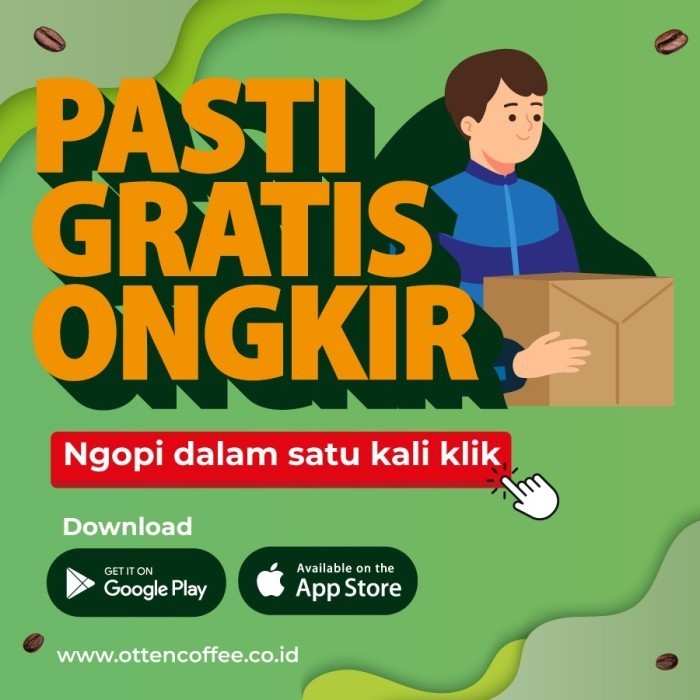 PASTI
GRATIS
ONGKIR
Ngopi dalam satu kali klik
Download
GET IT ON
Google Play
Available on the
App Store
www.ottencoffee.co.id